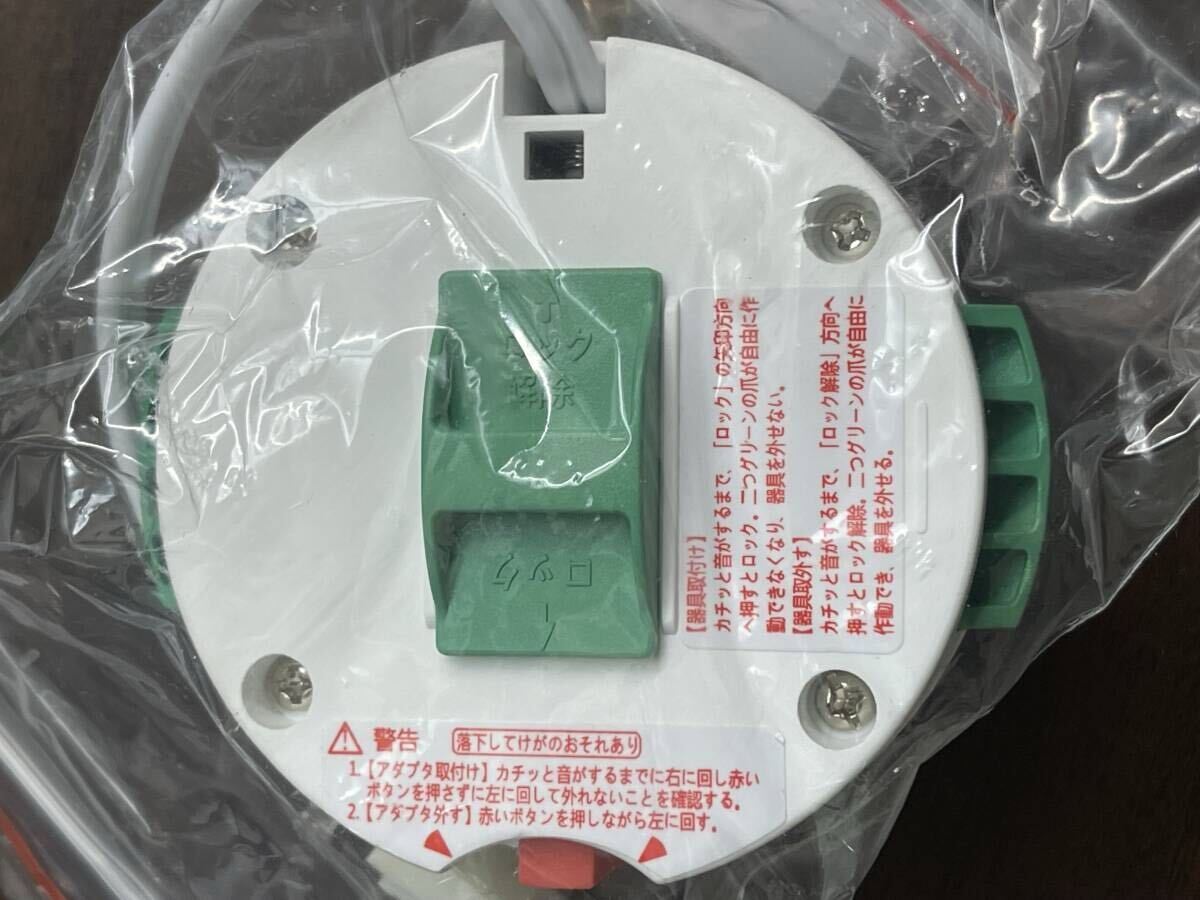 ロック
解除
ロック
【器具取付け】
カチッと音がするまで、「ロック」の矢印方向
へ押すとロック。二つグリーンの爪が自由に作
動できなくなり、器具を外せない。
【器具取外す】
カチッと音がするまで、「ロック解除」方向へ
押すとロック解除。二つグリーンの爪が自由に
作動でき、器具を外せる。
警告 落下してけがのおそれあり
1.【アダプタ取付け】カチッと音がするまでに右に回し赤い
ボタンを押さずに左に回して外れないことを確認する。
2.【アダプタ外す】赤いボタンを押しながら左に回す。